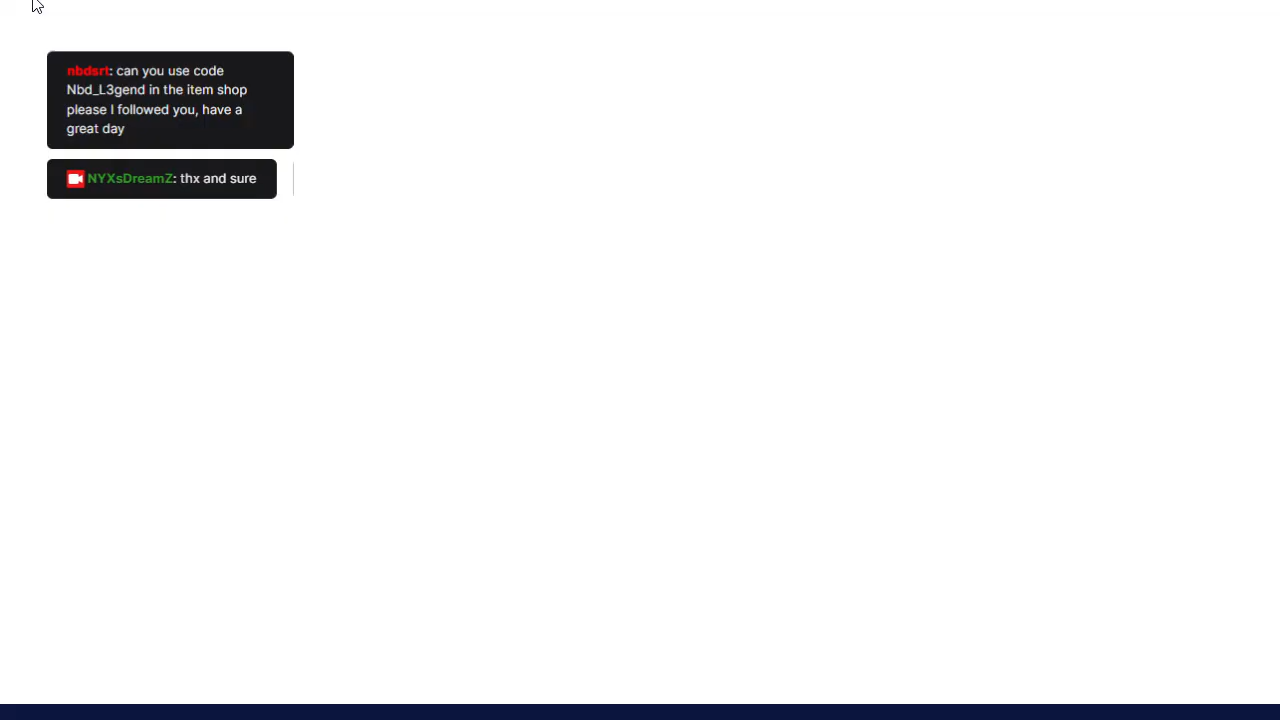 nbdsrt: can you use code
Nbd_L3gend in the item shop
please I followed you, have a
great day
NYXsDreamZ: thx and sure